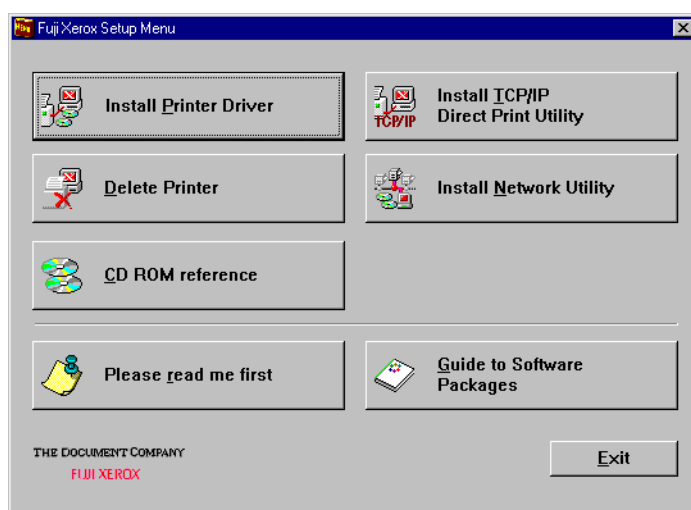 Fuji Xerox Setup Menu
Install Printer Driver
Install TCP/IP
Direct Print Utility
TCP/IP
Delete Printer
Install Network Utility
CD ROM reference
Please read me first
Guide to Software
Packages
THE DOCUMENT COMPANY
FUJI XEROX
Exit